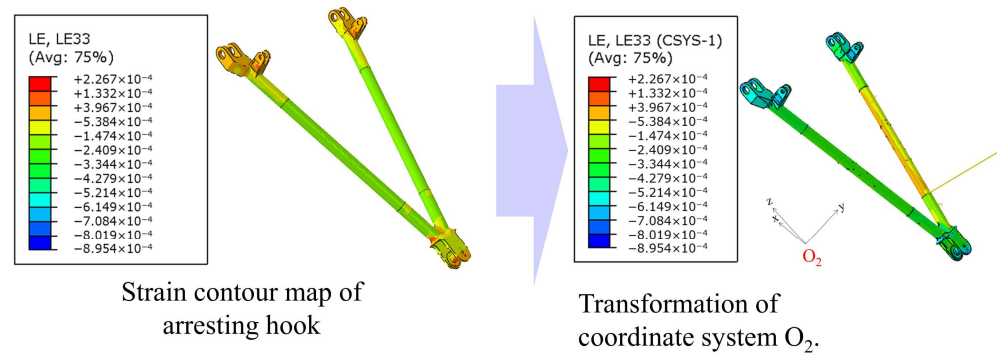 LE, LE33
(Avg: 75%)
+2.267×10⁻⁴
+1.332×10⁻⁴
+3.967×10⁻⁴
−5.384×10⁻⁴
−1.474×10⁻⁴
−2.409×10⁻⁴
−3.344×10⁻⁴
−4.279×10⁻⁴
−5.214×10⁻⁴
−6.149×10⁻⁴
−7.084×10⁻⁴
−8.019×10⁻⁴
−8.954×10⁻⁴
Strain contour map of
arresting hook
LE, LE33 (CSYS-1)
(Avg: 75%)
+2.267×10⁻⁴
+1.332×10⁻⁴
+3.967×10⁻⁴
−5.384×10⁻⁴
−1.474×10⁻⁴
−2.409×10⁻⁴
−3.344×10⁻⁴
−4.279×10⁻⁴
−5.214×10⁻⁴
−6.149×10⁻⁴
−7.084×10⁻⁴
−8.019×10⁻⁴
−8.954×10⁻⁴
z
x
y
O₂
Transformation of
coordinate system O₂.